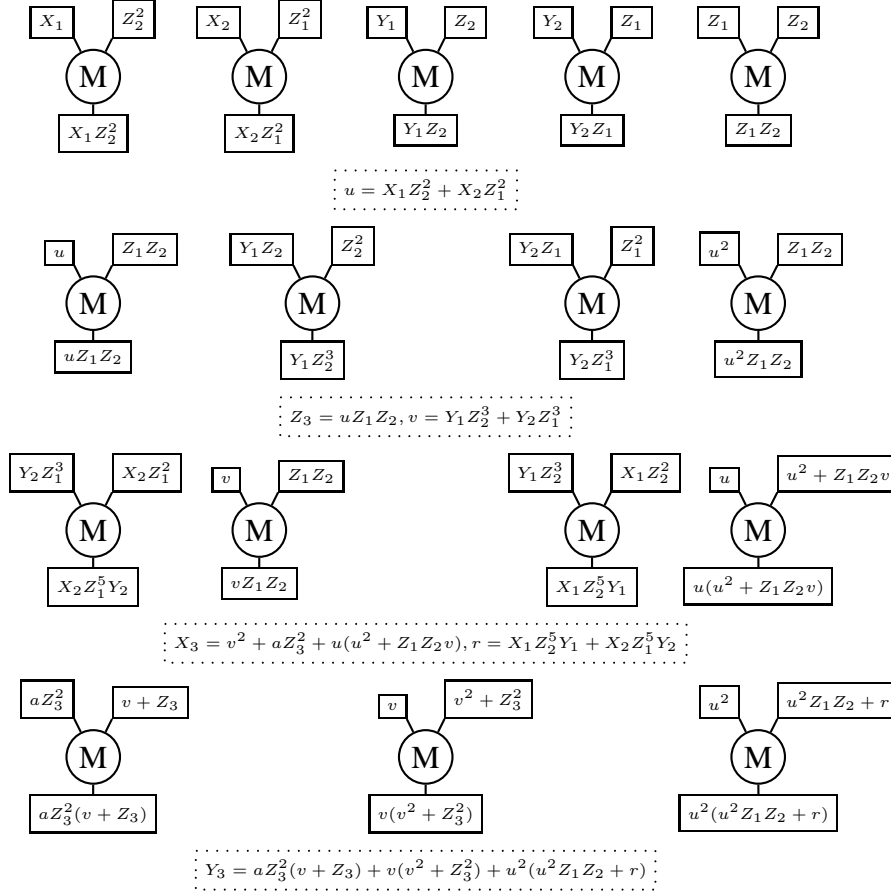 X_1 Z_2^2 X_2 Z_1^2 Y_1 Z_2 Y_2 Z_1 Z_1 Z_2
M M M M M
X_1Z_2^2 X_2Z_1^2 Y_1Z_2 Y_2Z_1 Z_1Z_2
u = X_1Z_2^2 + X_2Z_1^2
u Z_1Z_2 Y_1Z_2 Z_2^2 Y_2Z_1 Z_1^2 u^2 Z_1Z_2
M M M M
uZ_1Z_2 Y_1Z_2^3 Y_2Z_1^3 u^2Z_1Z_2
Z_3 = uZ_1Z_2, v = Y_1Z_2^3 + Y_2Z_1^3
Y_2Z_1^3 X_2Z_1^2 v Z_1Z_2 Y_1Z_2^3 X_1Z_2^2 u u^2 + Z_1Z_2v
M M M M
X_2Z_1^5Y_2 vZ_1Z_2 X_1Z_2^5Y_1 u(u^2 + Z_1Z_2v)
X_3 = v^2 + aZ_3^2 + u(u^2 + Z_1Z_2v), r = X_1Z_2^5Y_1 + X_2Z_1^5Y_2
aZ_3^2 v + Z_3 v v^2 + Z_3^2 u^2 u^2Z_1Z_2 + r
M M M
aZ_3^2(v + Z_3) v(v^2 + Z_3^2) u^2(u^2Z_1Z_2 + r)
Y_3 = aZ_3^2(v + Z_3) + v(v^2 + Z_3^2) + u^2(u^2Z_1Z_2 + r)